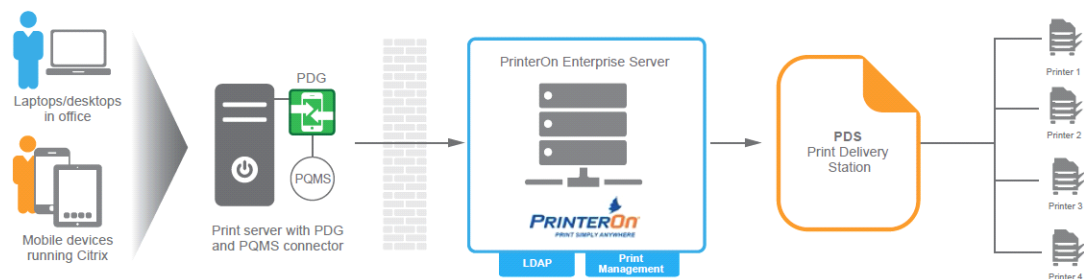 Laptops/desktops
in office
Mobile devices
running Citrix
PDG
PQMS
Print server with PDG
and PQMS connector
PrinterOn Enterprise Server
PRINTERON
PRINT SIMPLY ANYWHERE
LDAP
Print
Management
PDS
Print Delivery
Station
Printer 1
Printer 2
Printer 3
Printer 4